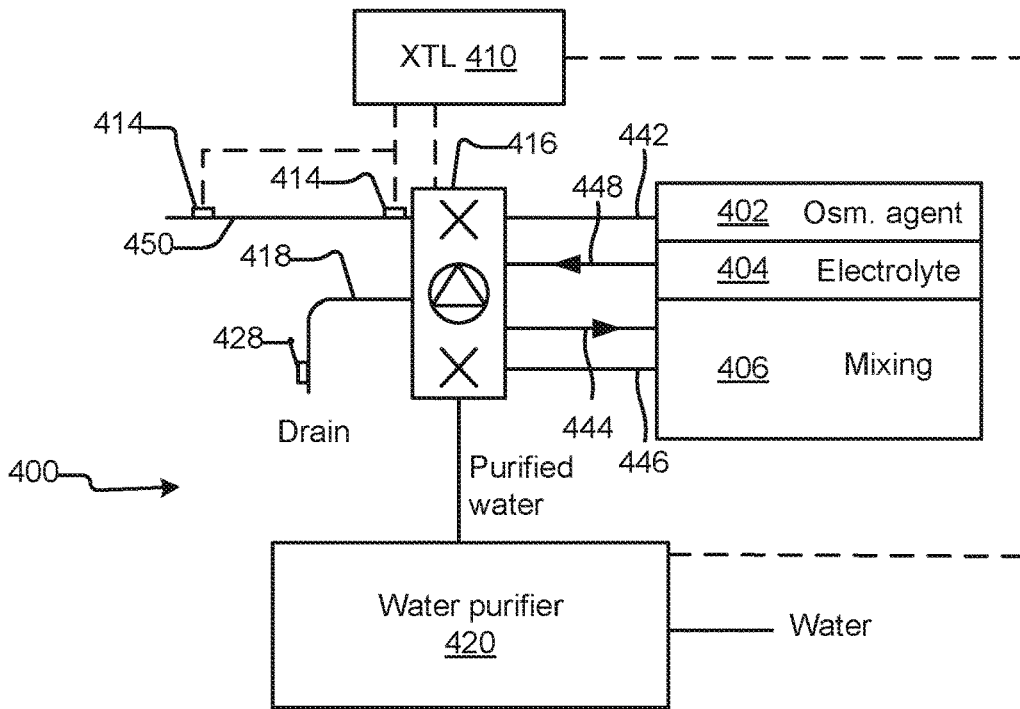 XTL 410
414
416
442
414
448
402 Osm. agent
450
418
404 Electrolyte
428
406 Mixing
Drain
444
446
400
Purified
water
Water purifier
420
Water